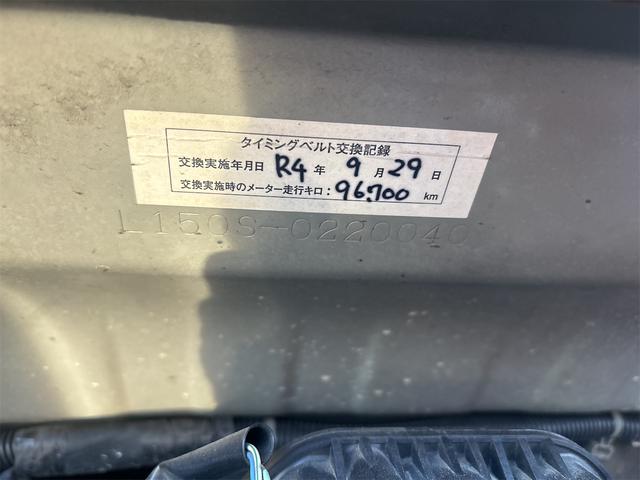 タイミングベルト交換記録
交換実施年月日 R4 年 9 月 29 日
交換実施時のメーター走行キロ: 96,700 km
L150S-0220040